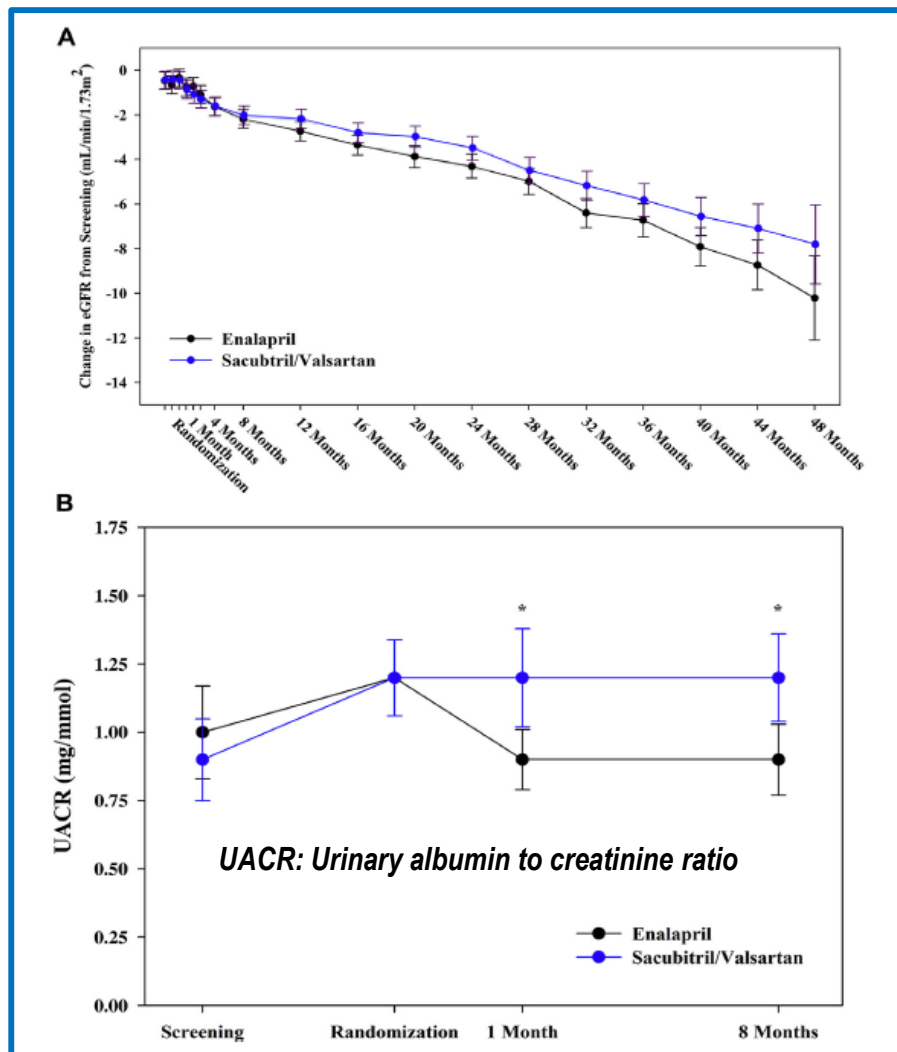 A
Change in eGFR from Screening (mL/min/1.73m²)
0
-2
-4
-6
-8
-10
-12
-14
Enalapril
Sacubtril/Valsartan
Randomization
1 Month
4 Months
8 Months
12 Months
16 Months
20 Months
24 Months
28 Months
32 Months
36 Months
40 Months
44 Months
48 Months
B
UACR (mg/mmol)
1.75
1.50
1.25
1.00
0.75
0.50
0.25
0.00
*
*
UACR: Urinary albumin to creatinine ratio
Enalapril
Sacubitril/Valsartan
Screening
Randomization
1 Month
8 Months